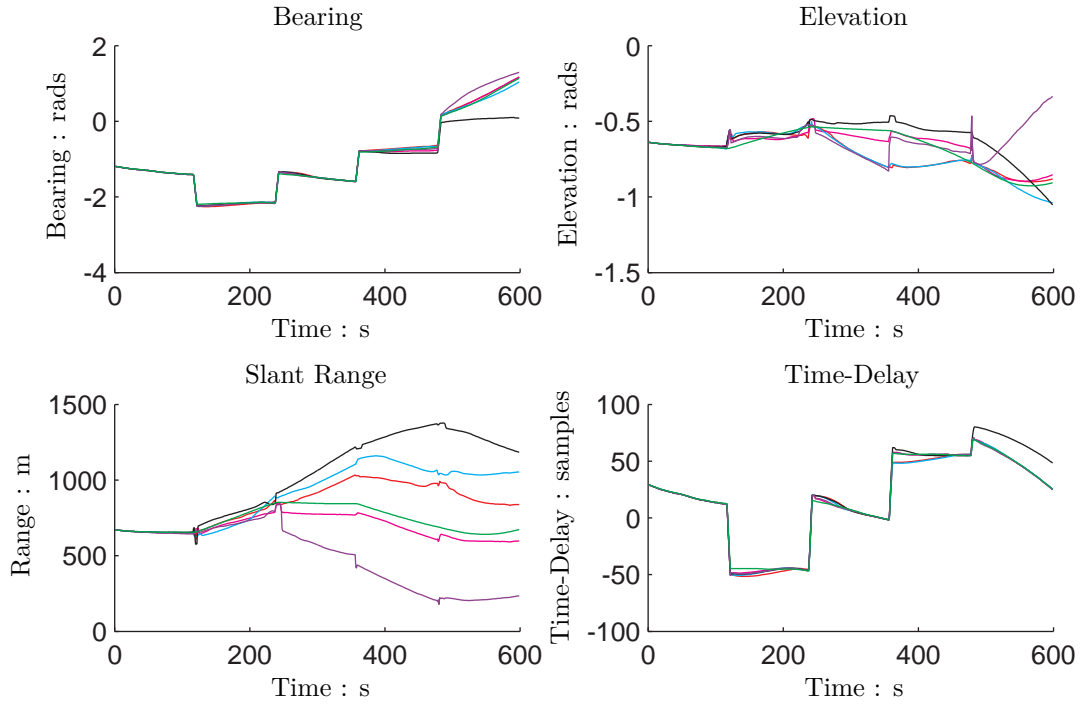 Bearing
2
0
-2
-4
Bearing : rads
0 200 400 600
Time : s
Elevation
0
-0.5
-1
-1.5
Elevation : rads
0 200 400 600
Time : s
Slant Range
1500
1000
500
0
Range : m
0 200 400 600
Time : s
Time-Delay
100
50
0
-50
-100
Time-Delay : samples
0 200 400 600
Time : s